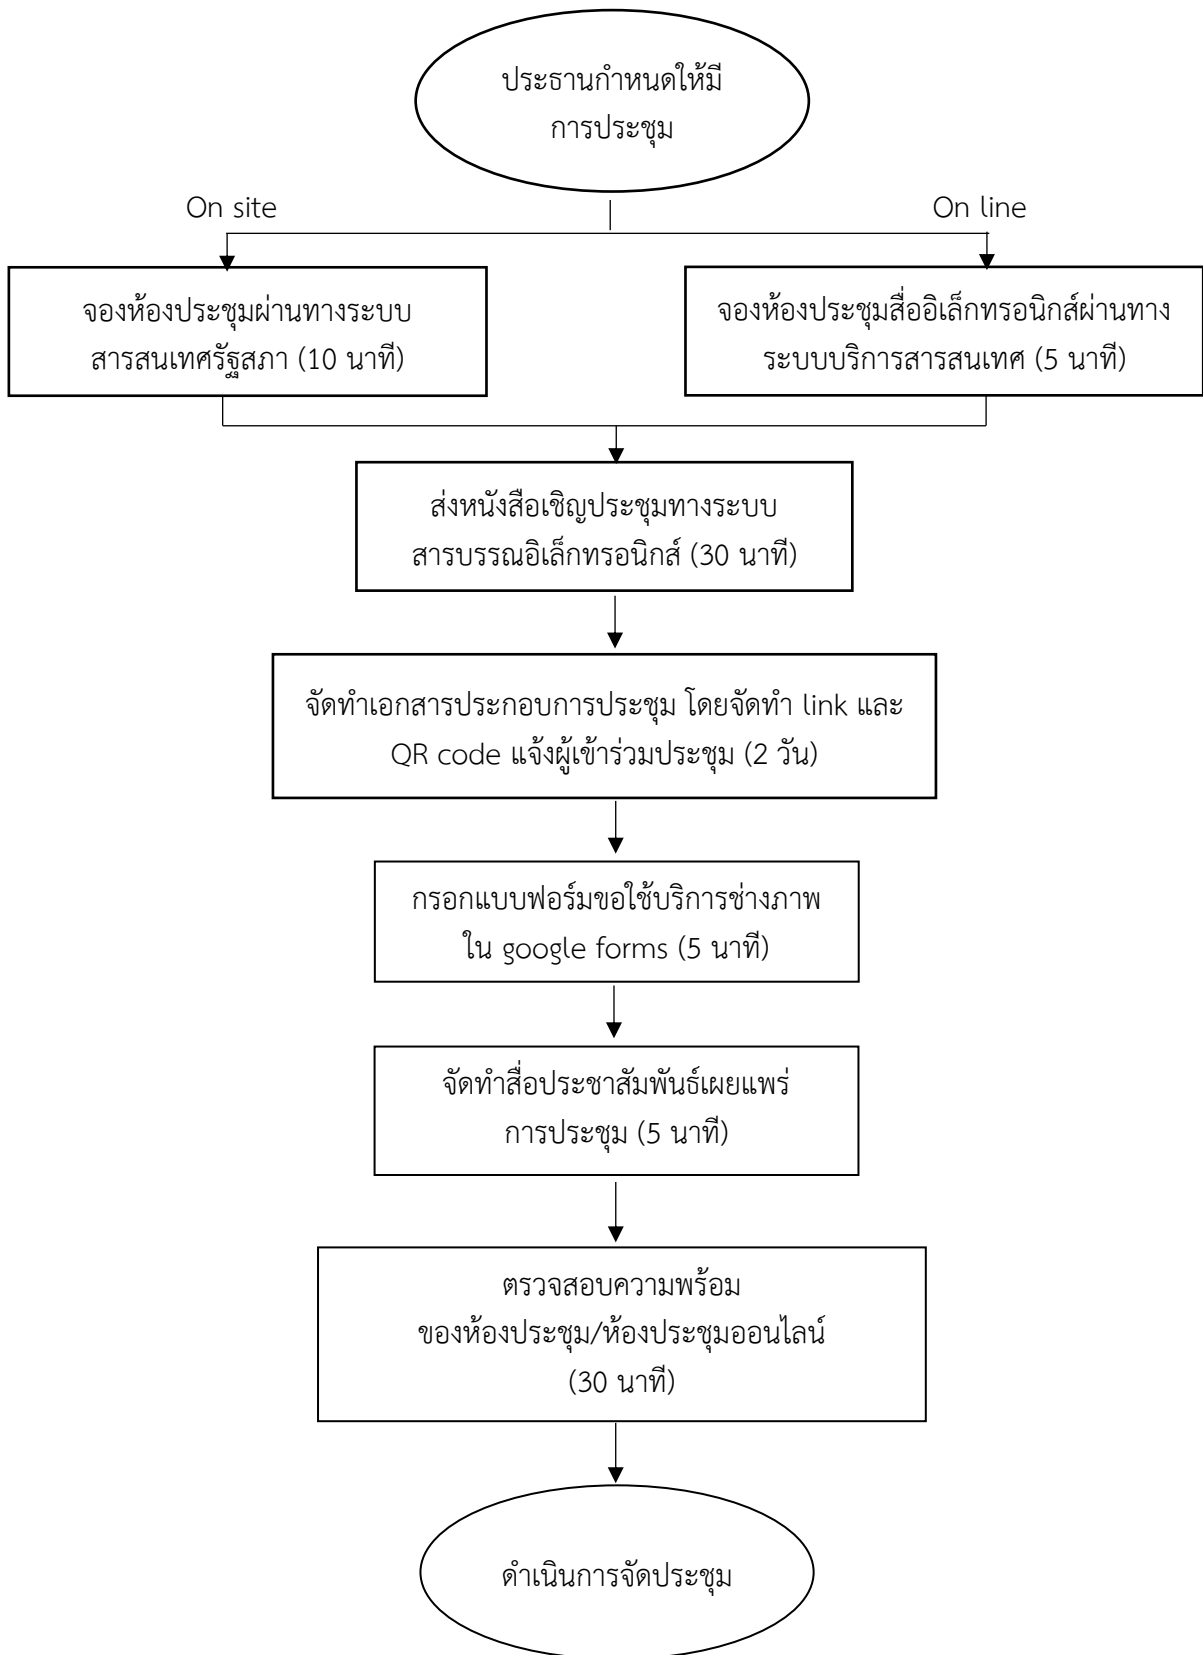 ประธานกำหนดให้มี
การประชุม
On site
On line
จองห้องประชุมผ่านทางระบบ
สารสนเทศรัฐสภา (10 นาที)
จองห้องประชุมสื่ออิเล็กทรอนิกส์ผ่านทาง
ระบบบริการสารสนเทศ (5 นาที)
ส่งหนังสือเชิญประชุมทางระบบ
สารบรรณอิเล็กทรอนิกส์ (30 นาที)
จัดทำเอกสารประกอบการประชุม โดยจัดทำ link และ
QR code แจ้งผู้เข้าร่วมประชุม (2 วัน)
กรอกแบบฟอร์มขอใช้บริการช่างภาพ
ใน google forms (5 นาที)
จัดทำสื่อประชาสัมพันธ์เผยแพร่
การประชุม (5 นาที)
ตรวจสอบความพร้อม
ของห้องประชุม/ห้องประชุมออนไลน์
(30 นาที)
ดำเนินการจัดประชุม